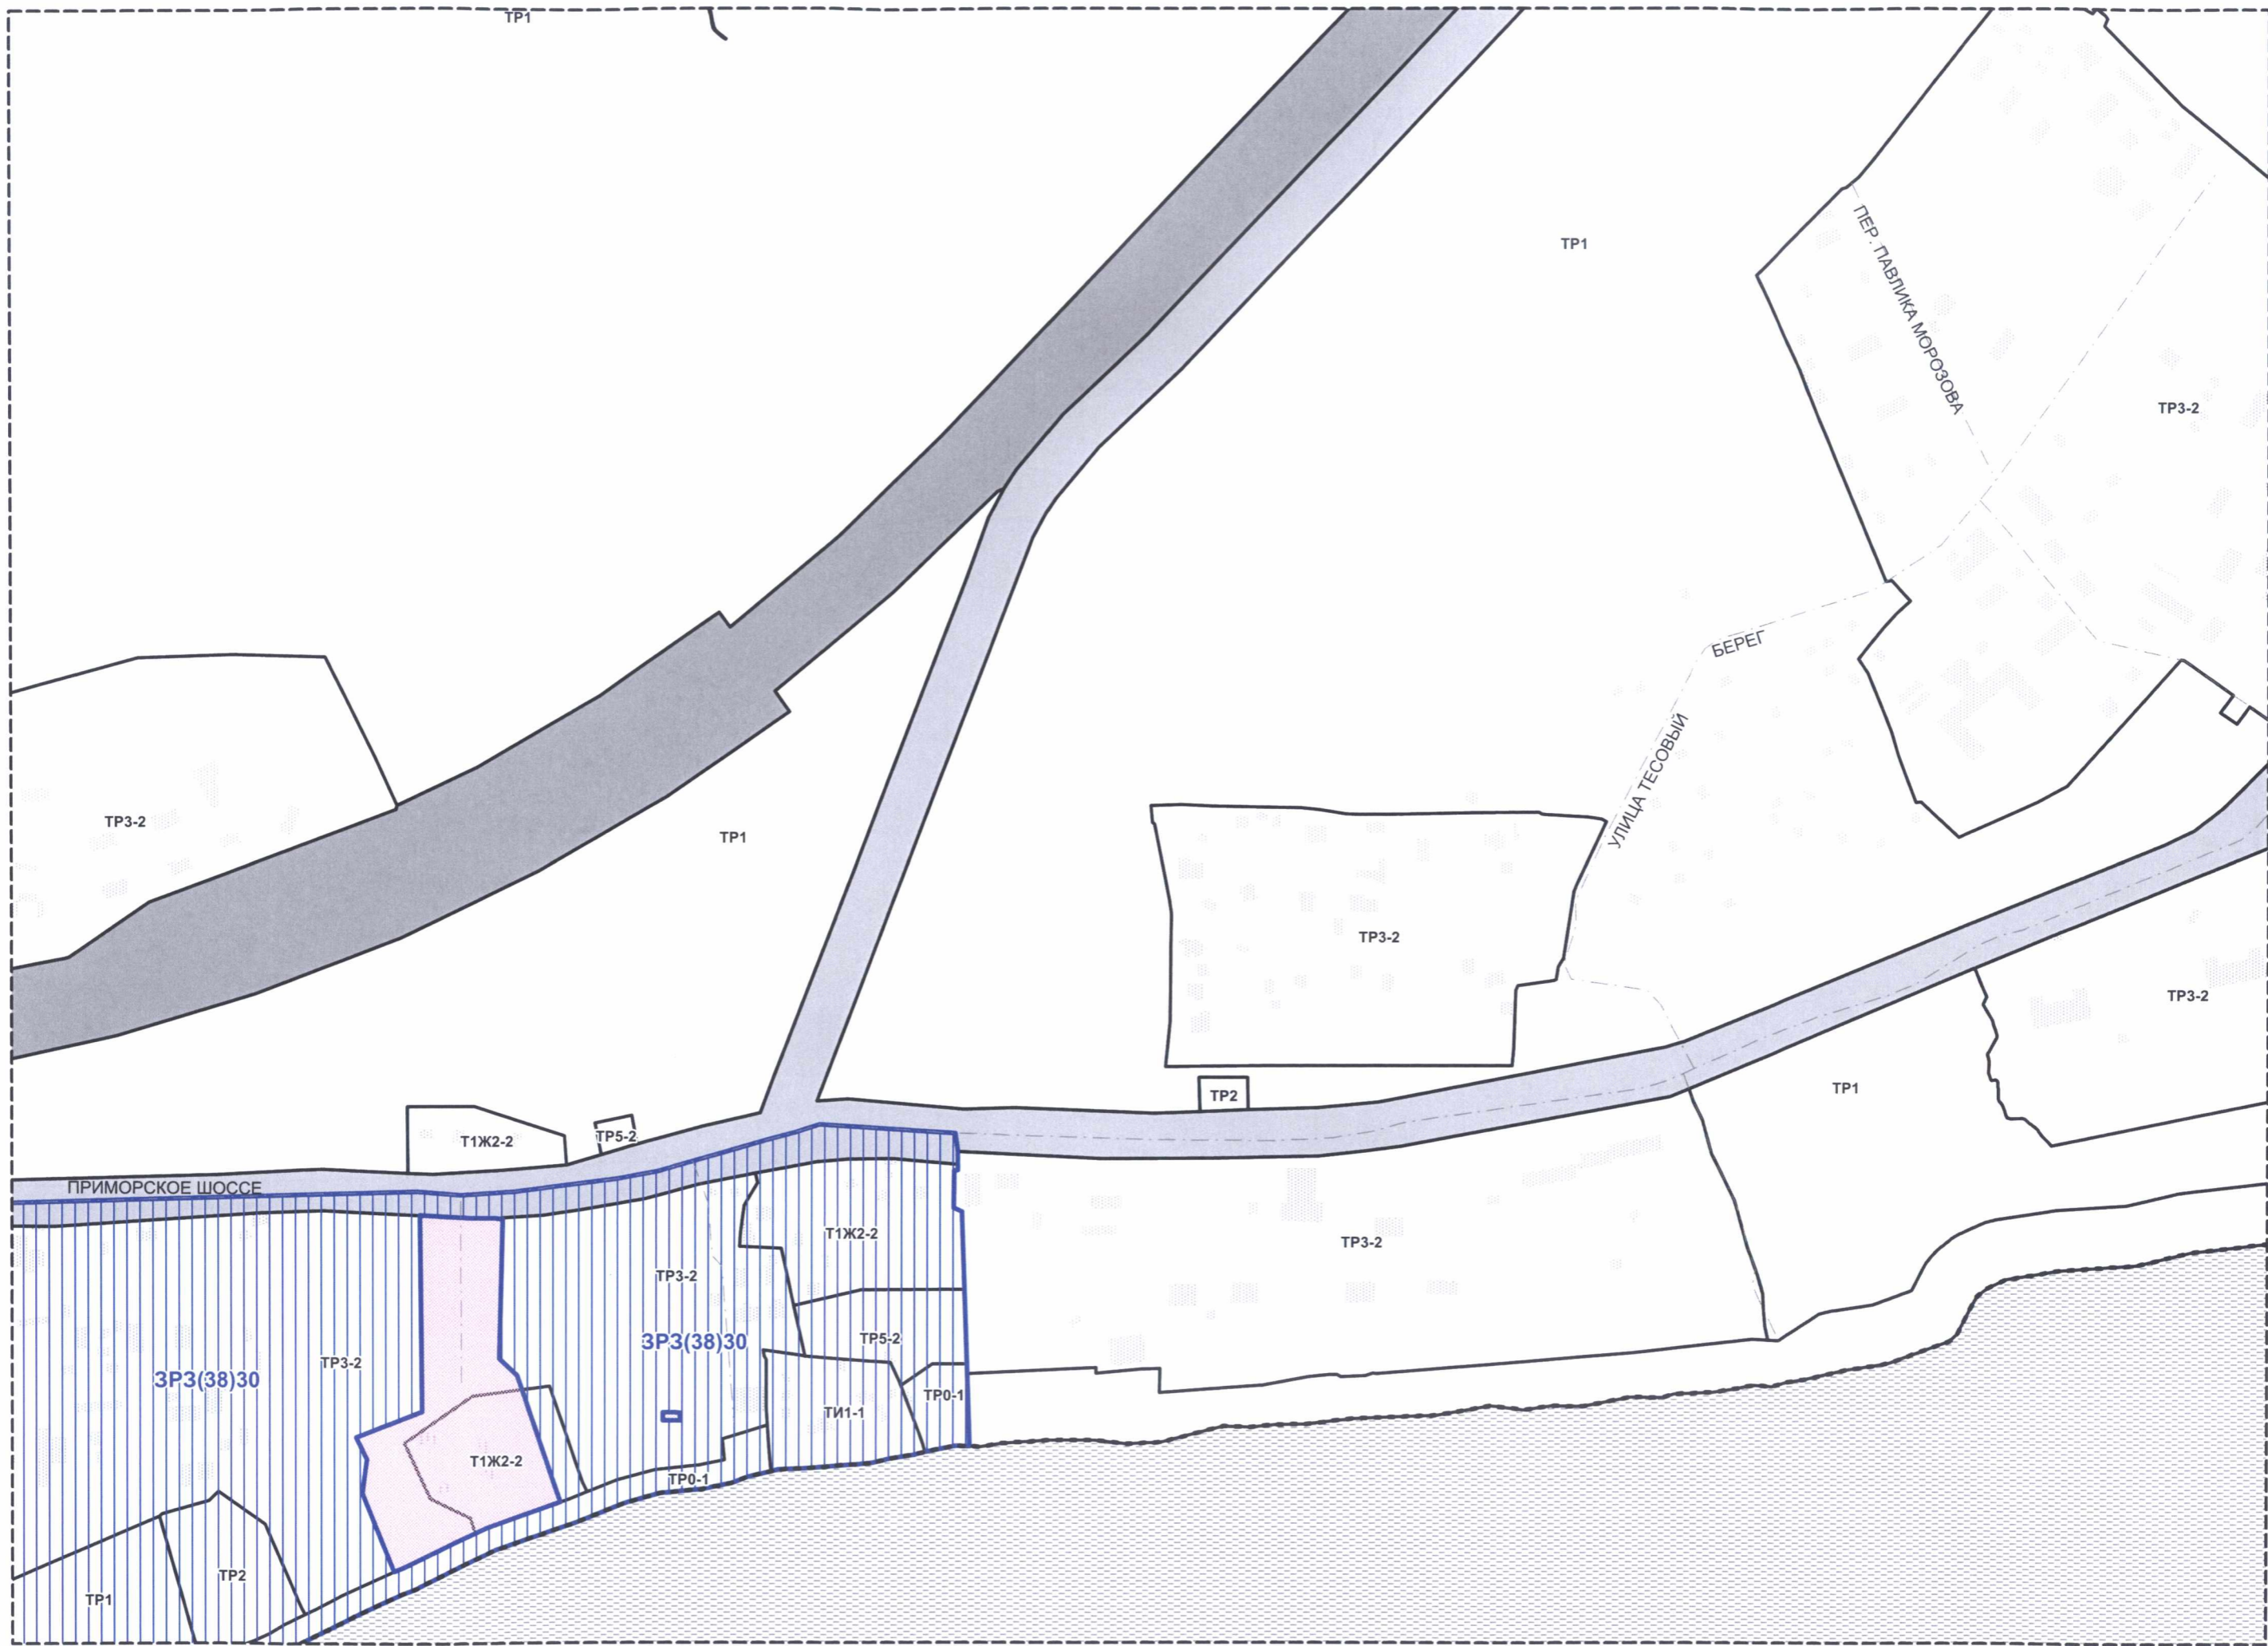 ТР1
ТР1
ПЕР. ПАВЛИКА МОРОЗОВА
ТР3-2
БЕРЕГ
УЛИЦА ТЕСОВЫЙ
ТР3-2
ТР1
ТР3-2
ТР3-2
ТР1
ТР2
Т1Ж2-2
ТР5-2
ПРИМОРСКОЕ ШОССЕ
Т1Ж2-2
ТР3-2
ТР3-2
ЗРЗ(38)30
ТР5-2
ТР3-2
ЗРЗ(38)30
ТР0-1
ТИ1-1
Т1Ж2-2
ТР0-1
ТР2
ТР1